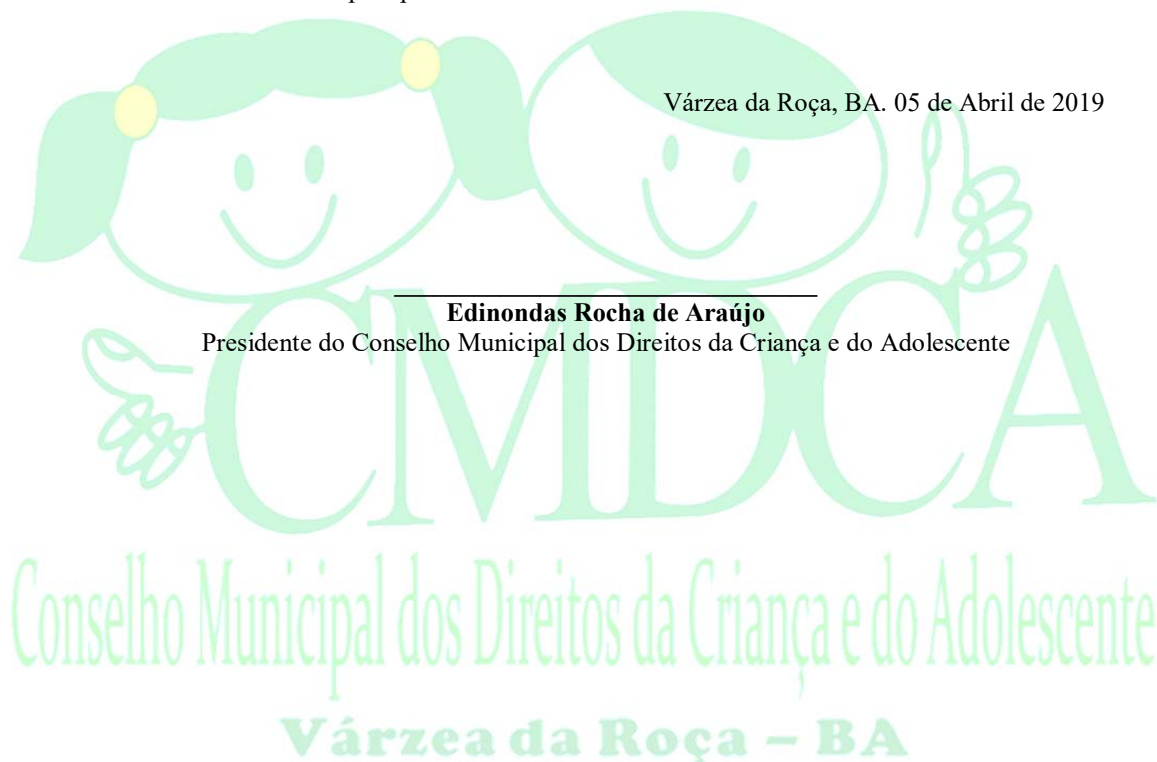 Várzea da Roça, BA. 05 de Abril de 2019
Edinondas Rocha de Araújo
Presidente do Conselho Municipal dos Direitos da Criança e do Adolescente
CMDCA
Conselho Municipal dos Direitos da Criança e do Adolescente
Várzea da Roça – BA